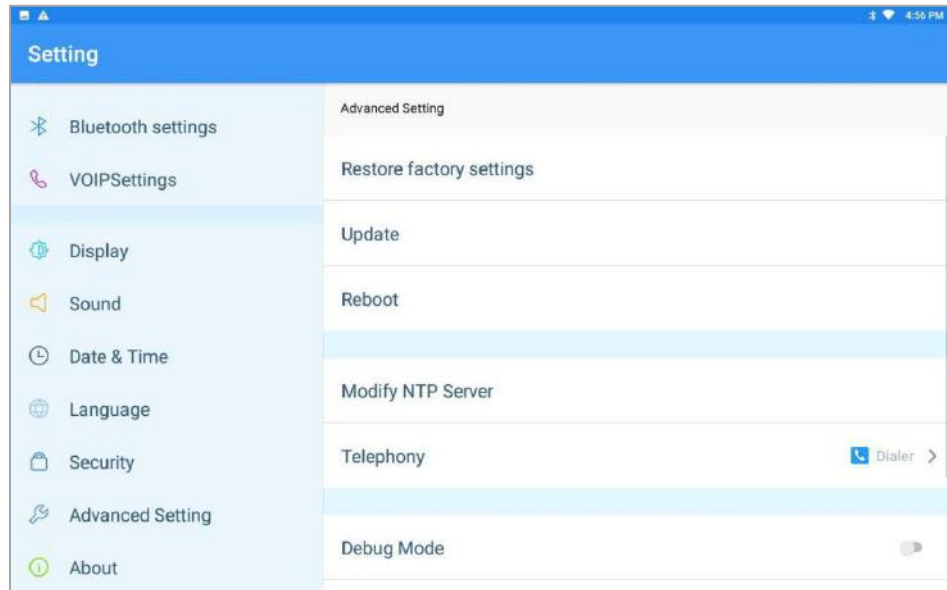 4:56 PM
Setting
Bluetooth settings
VOIPSettings
Display
Sound
Date & Time
Language
Security
Advanced Setting
About
Advanced Setting
Restore factory settings
Update
Reboot
Modify NTP Server
Telephony
Dialer
Debug Mode